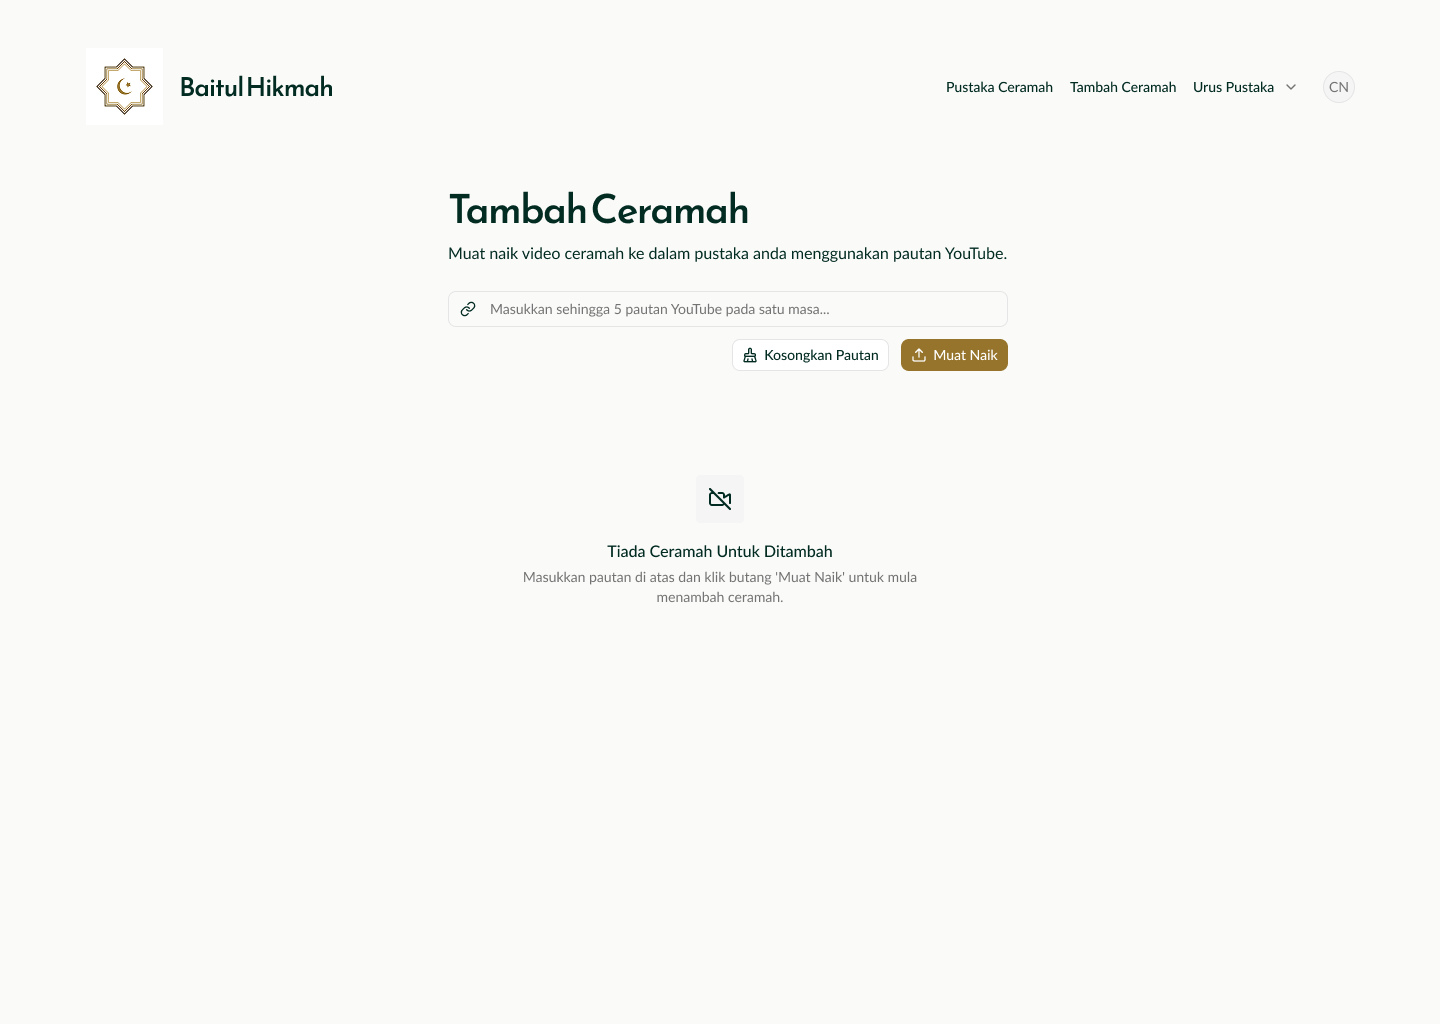 Baitul Hikmah
Pustaka Ceramah
Tambah Ceramah
Urus Pustaka
CN
Tambah Ceramah
Muat naik video ceramah ke dalam pustaka anda menggunakan pautan YouTube.
Masukkan sehingga 5 pautan YouTube pada satu masa...
Kosongkan Pautan
Muat Naik
Tiada Ceramah Untuk Ditambah
Masukkan pautan di atas dan klik butang 'Muat Naik' untuk mula
menambah ceramah.